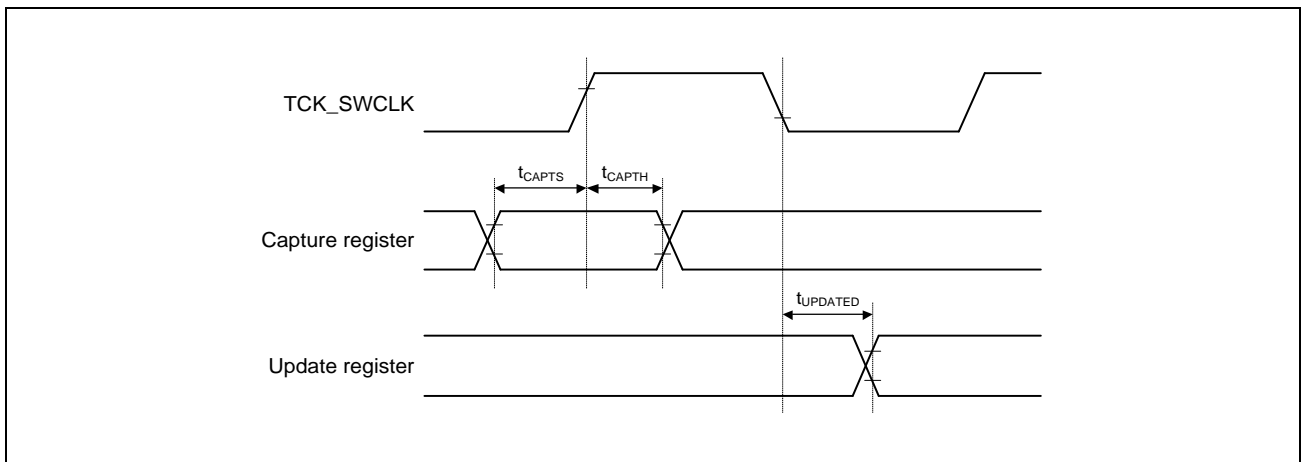 TCK_SWCLK
tCAPTS
tCAPTH
Capture register
tUPDATED
Update register